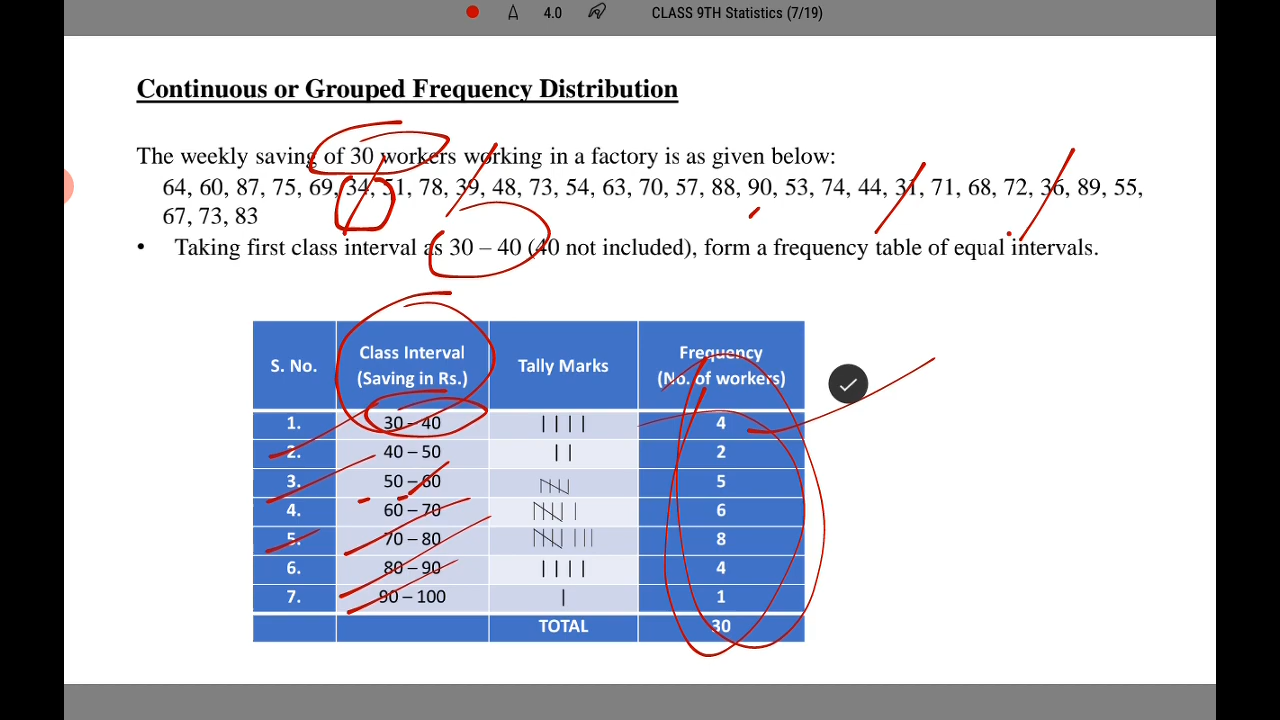 4.0 CLASS 9TH Statistics (7/19)
Continuous or Grouped Frequency Distribution
The weekly saving of 30 workers working in a factory is as given below:
64, 60, 87, 75, 69, 34, 51, 78, 39, 48, 73, 54, 63, 70, 57, 88, 90, 53, 74, 44, 31, 71, 68, 72, 36, 89, 55,
67, 73, 83
• Taking first class interval as 30 – 40 (40 not included), form a frequency table of equal intervals.
S. No. Class Interval (Saving in Rs.) Tally Marks Frequency (No. of workers)
1. 30 – 40 |||| 4
2. 40 – 50 || 2
3. 50 – 60 5
4. 60 – 70 6
5. 70 – 80 8
6. 80 – 90 |||| 4
7. 90 – 100 | 1
TOTAL 30